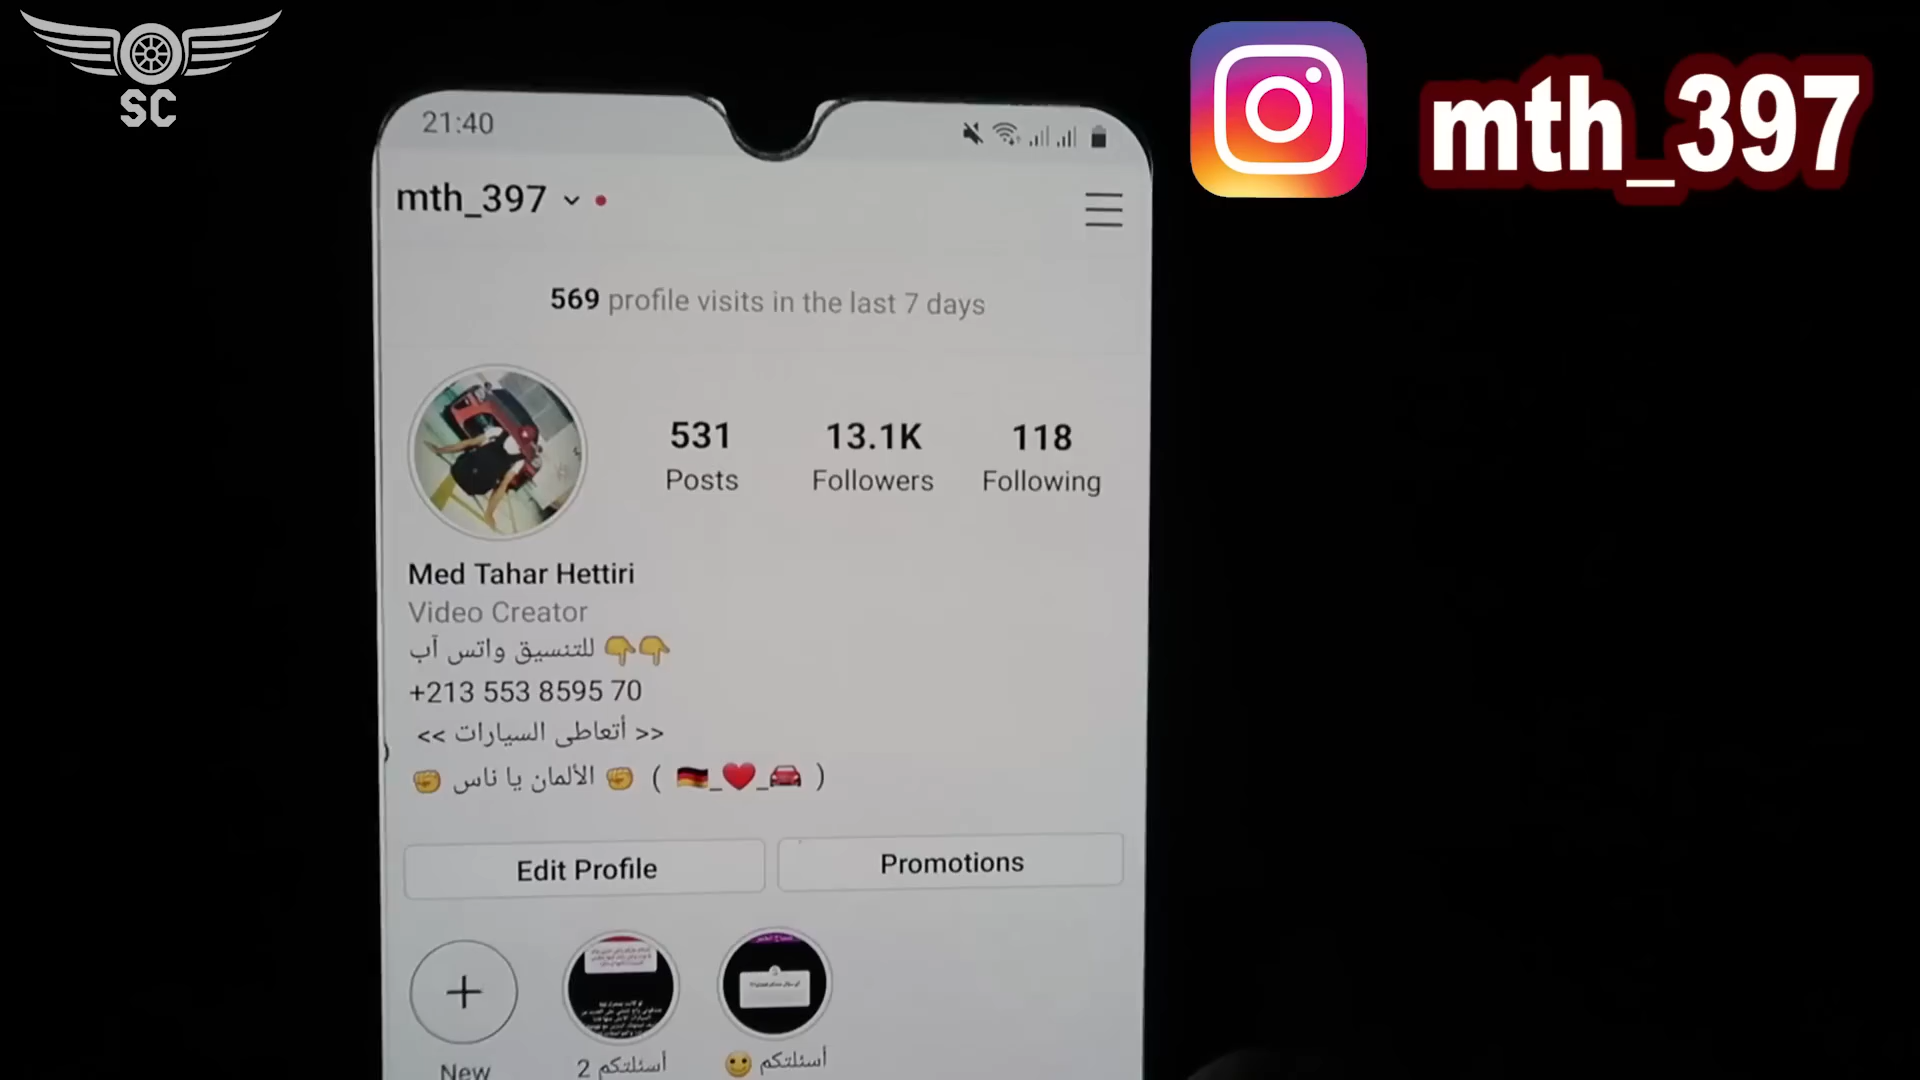 SC
mth_397
21:40
mth_397
569 profile visits in the last 7 days
531
13.1K
118
Posts
Followers
Following
Med Tahar Hettiri
Video Creator
للتنسيق واتس آب 👇👇
+213 553 8595 70
<< أتعاطى السيارات >>
✊ الألمان يا ناس ✊ ( 🇩🇪_❤️_🚗 )
Edit Profile
Promotions
New
أسئلتكم 2
أسئلتكم 🙂